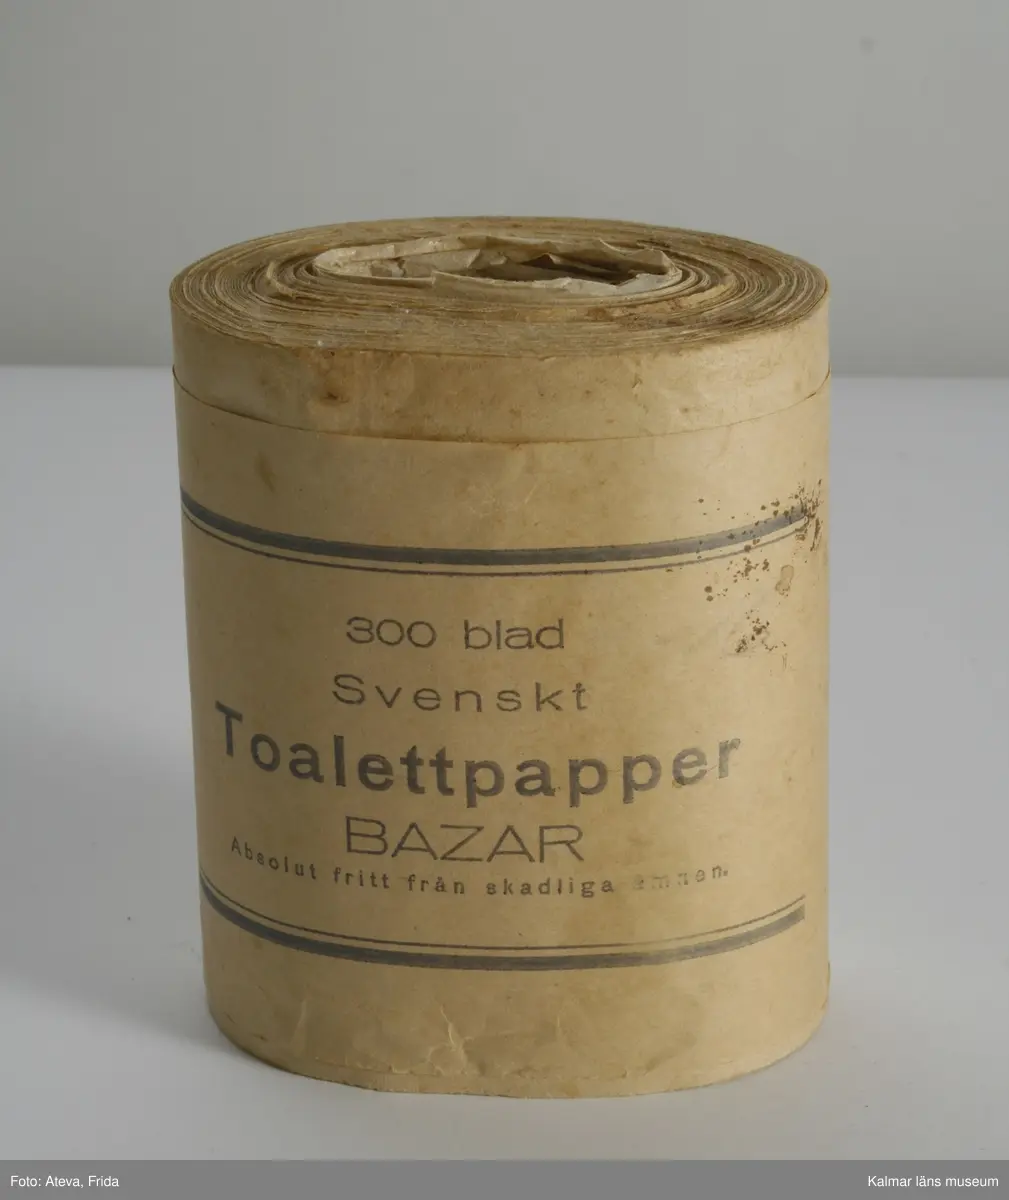 300 blad
Svenskt
Toalettpapper
BAZAR
Absolut fritt från skadliga ämnen.
Foto: Ateva, Frida
Kalmar läns museum